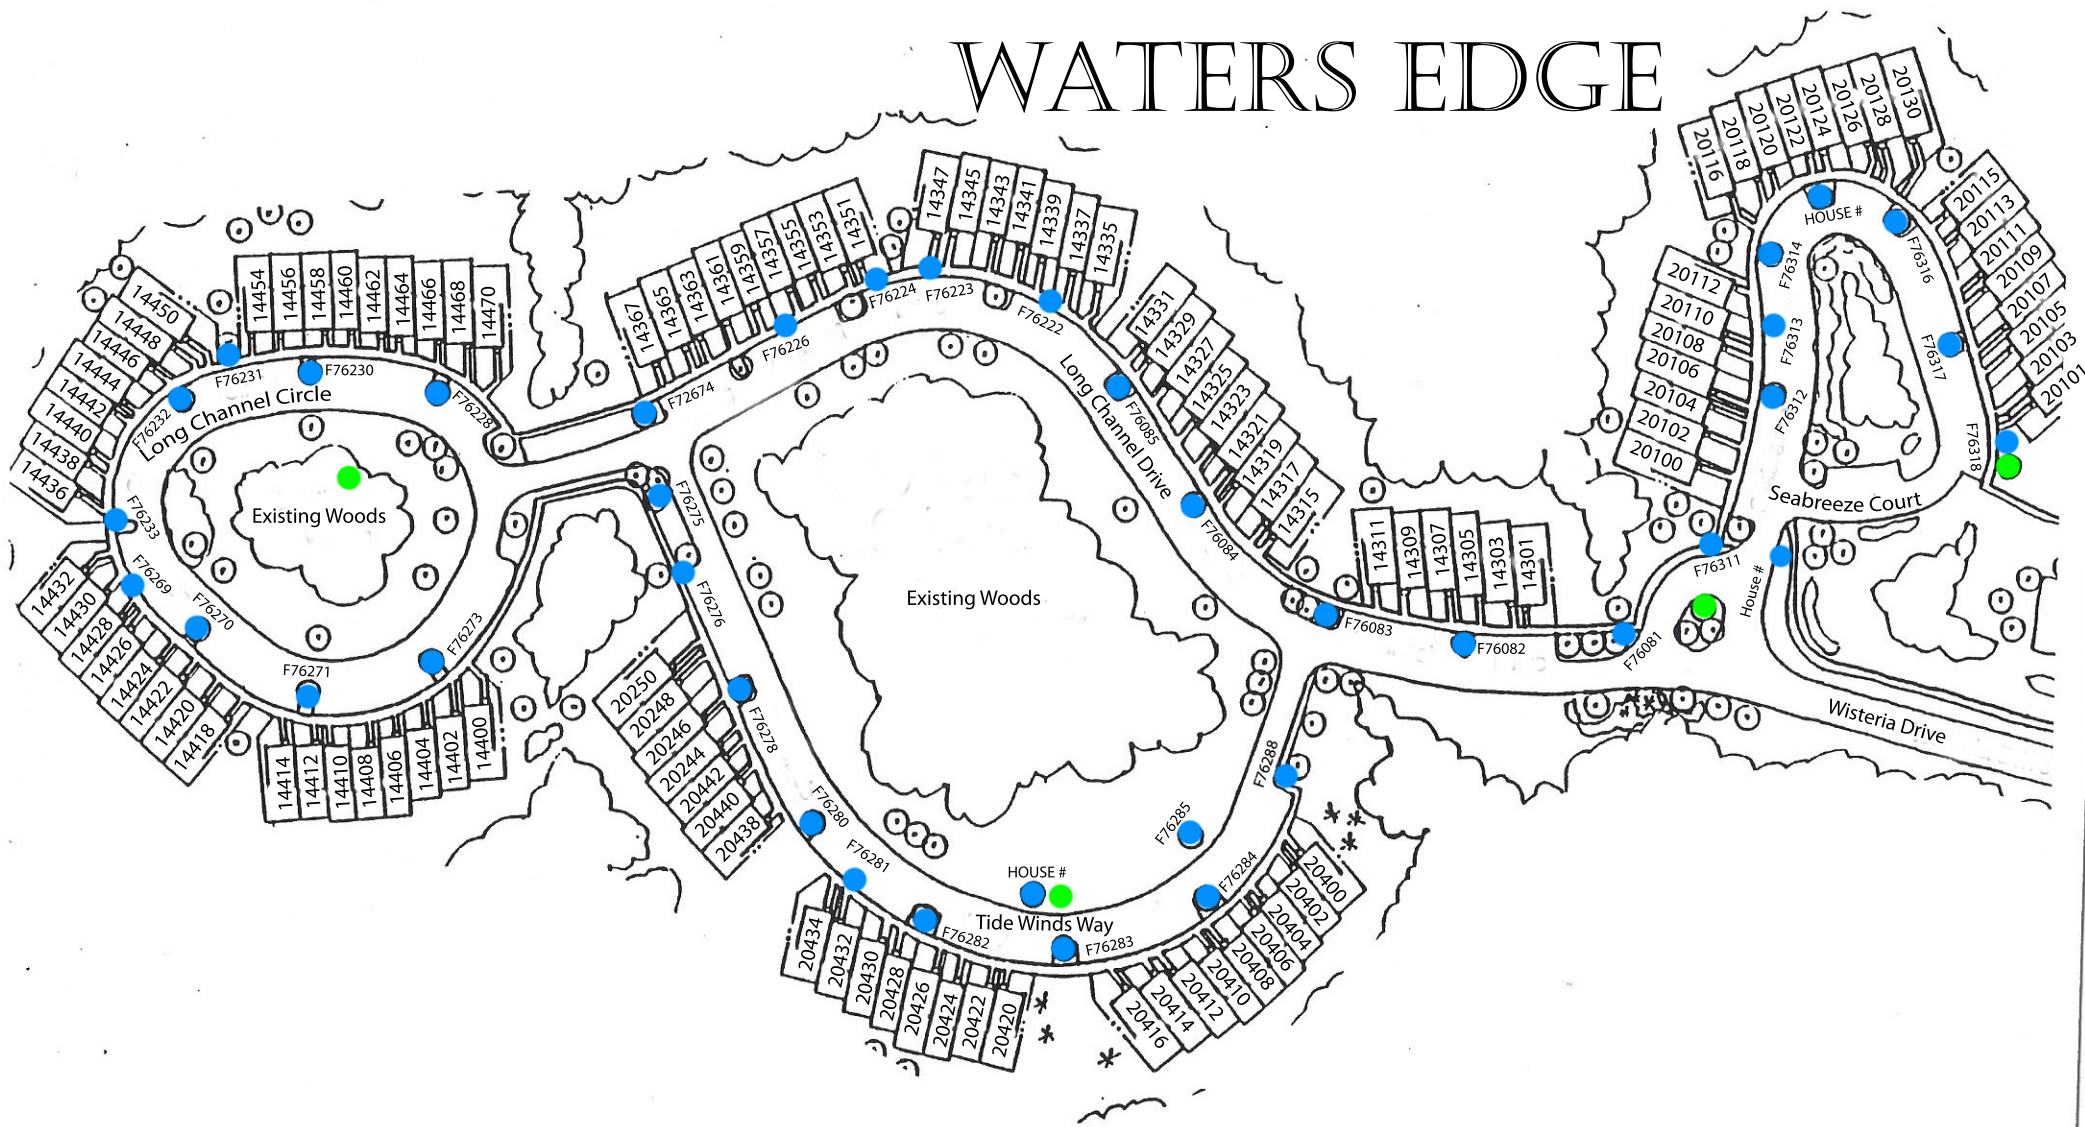 WATERS EDGE
14454
14456
14458
14460
14462
14464
14466
14468
14470
14450
14448
14446
14444
14442
14440
14438
14436
F76231
F76230
F76228
F76232
Long Channel Circle
F76233
Existing Woods
F76269
F76270
F76271
F76273
14432
14430
14428
14426
14424
14422
14420
14418
14414
14412
14410
14408
14406
14404
14402
14400
14367
14365
14363
14361
14359
14357
14355
14353
14351
14347
14345
14343
14341
14339
14337
14335
F72674
F76226
F76224
F76223
F76222
14331
14329
14327
14325
14323
14321
14319
14317
14315
Long Channel Drive
F76085
F76084
14311
14309
14307
14305
14303
14301
F76083
F76082
F76081
Existing Woods
F76275
F76276
F76278
F76280
F76281
F76282
F76283
F76284
F76285
F76288
HOUSE #
Tide Winds Way
20250
20248
20246
20244
20442
20440
20438
20434
20432
20430
20428
20426
20424
20422
20420
20416
20414
20412
20410
20408
20406
20404
20402
20400
20116
20118
20120
20122
20124
20126
20128
20130
20115
20113
20111
20109
20107
20105
20103
20101
20112
20110
20108
20106
20104
20102
20100
HOUSE #
F76314
F76313
F76312
F76316
F76317
F76318
Seabreeze Court
F76311
House #
Wisteria Drive